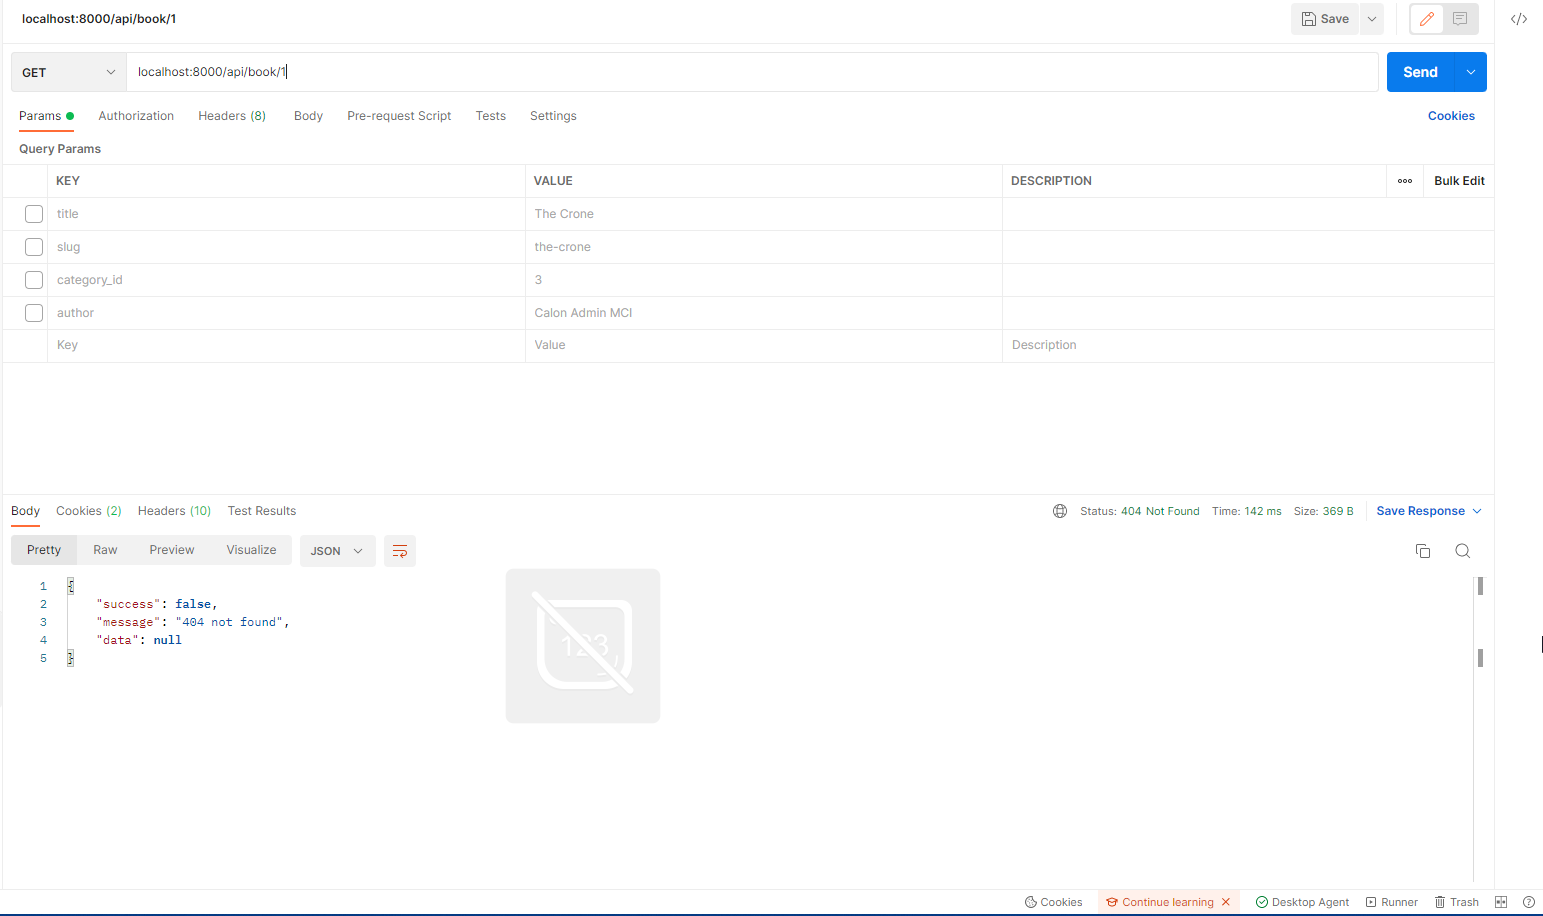 localhost:8000/api/book/1
Save
GET
localhost:8000/api/book/1
Send
Params
Authorization
Headers (8)
Body
Pre-request Script
Tests
Settings
Cookies
Query Params
KEY VALUE DESCRIPTION Bulk Edit
title The Crone
slug the-crone
category_id 3
author Calon Admin MCI
Key Value Description
Body Cookies (2) Headers (10) Test Results
Status: 404 Not Found Time: 142 ms Size: 369 B Save Response
Pretty Raw Preview Visualize JSON
1 {
2 "success": false,
3 "message": "404 not found",
4 "data": null
5 }
123
Cookies Continue learning Desktop Agent Runner Trash